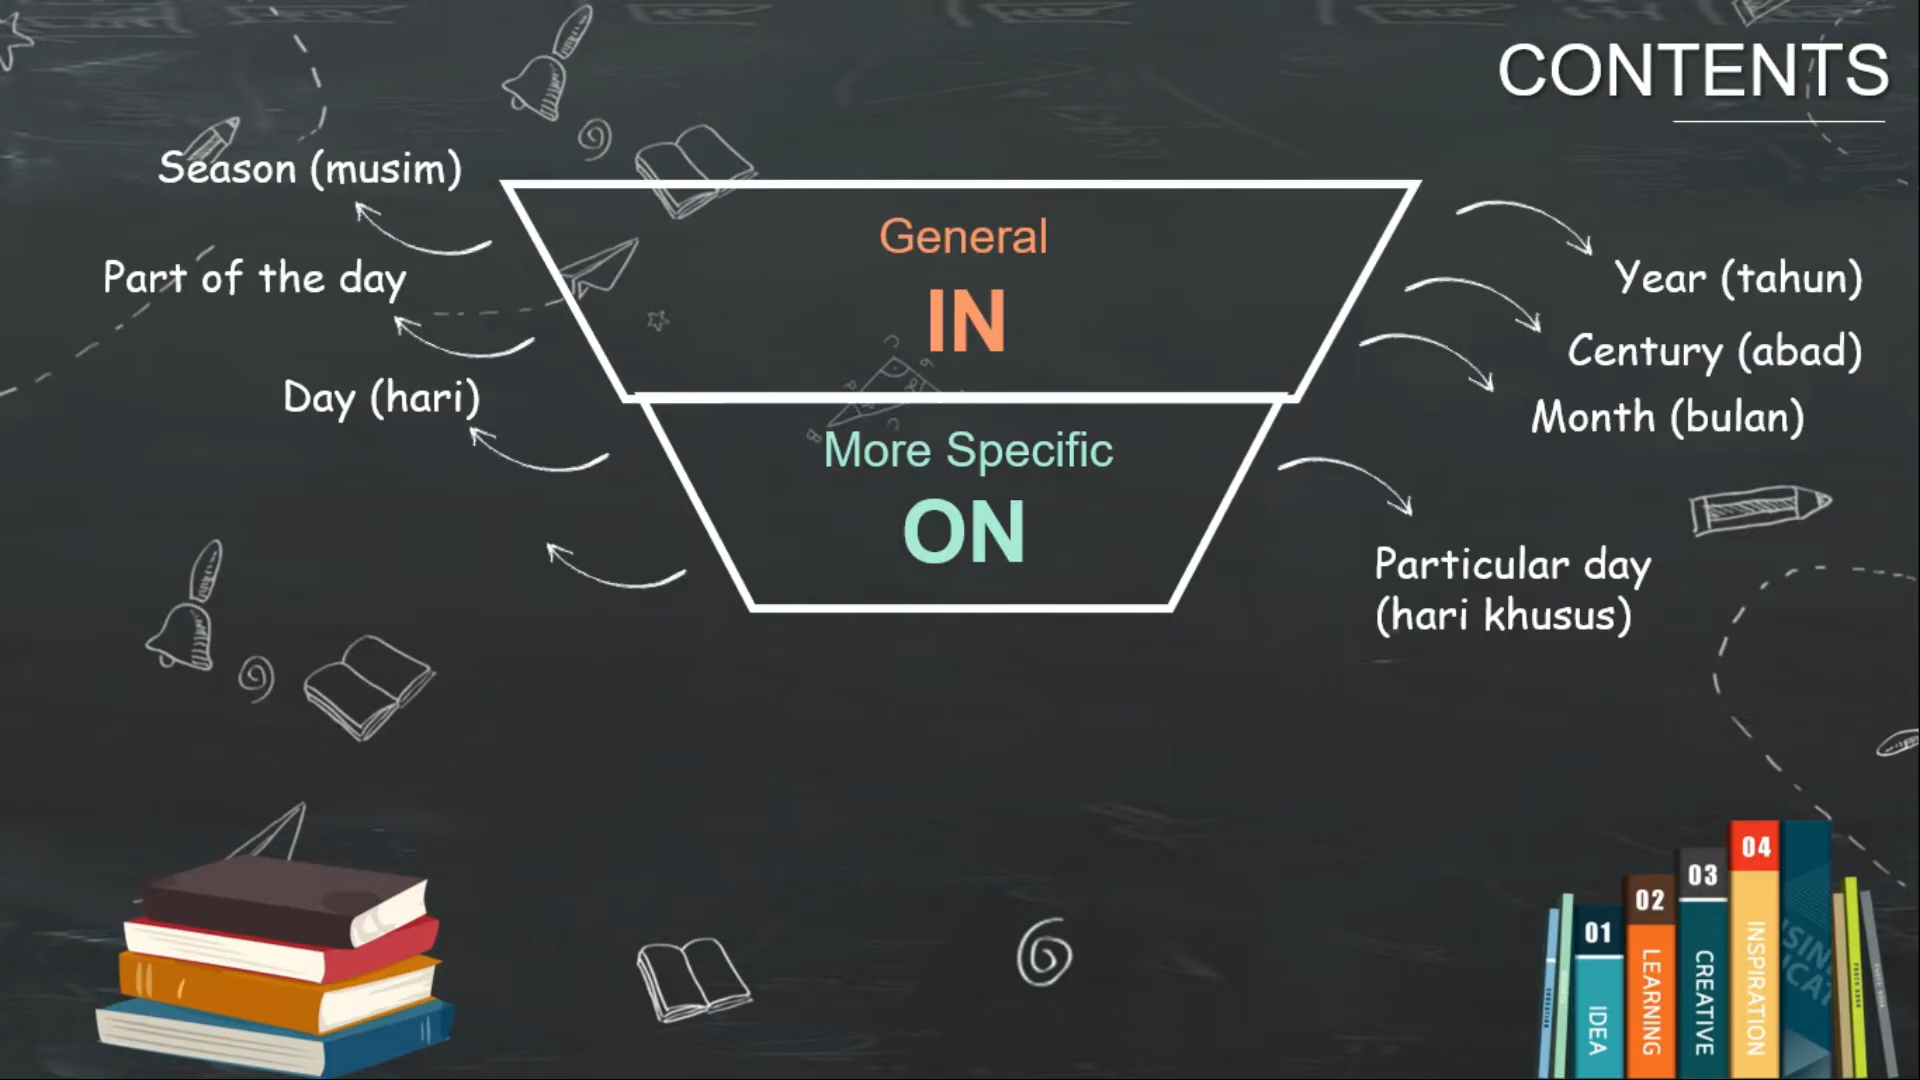 CONTENTS
Season (musim)
Part of the day
Day (hari)
General
IN
More Specific
ON
Year (tahun)
Century (abad)
Month (bulan)
Particular day
(hari khusus)
01
IDEA
02
LEARNING
03
CREATIVE
04
INSPIRATION